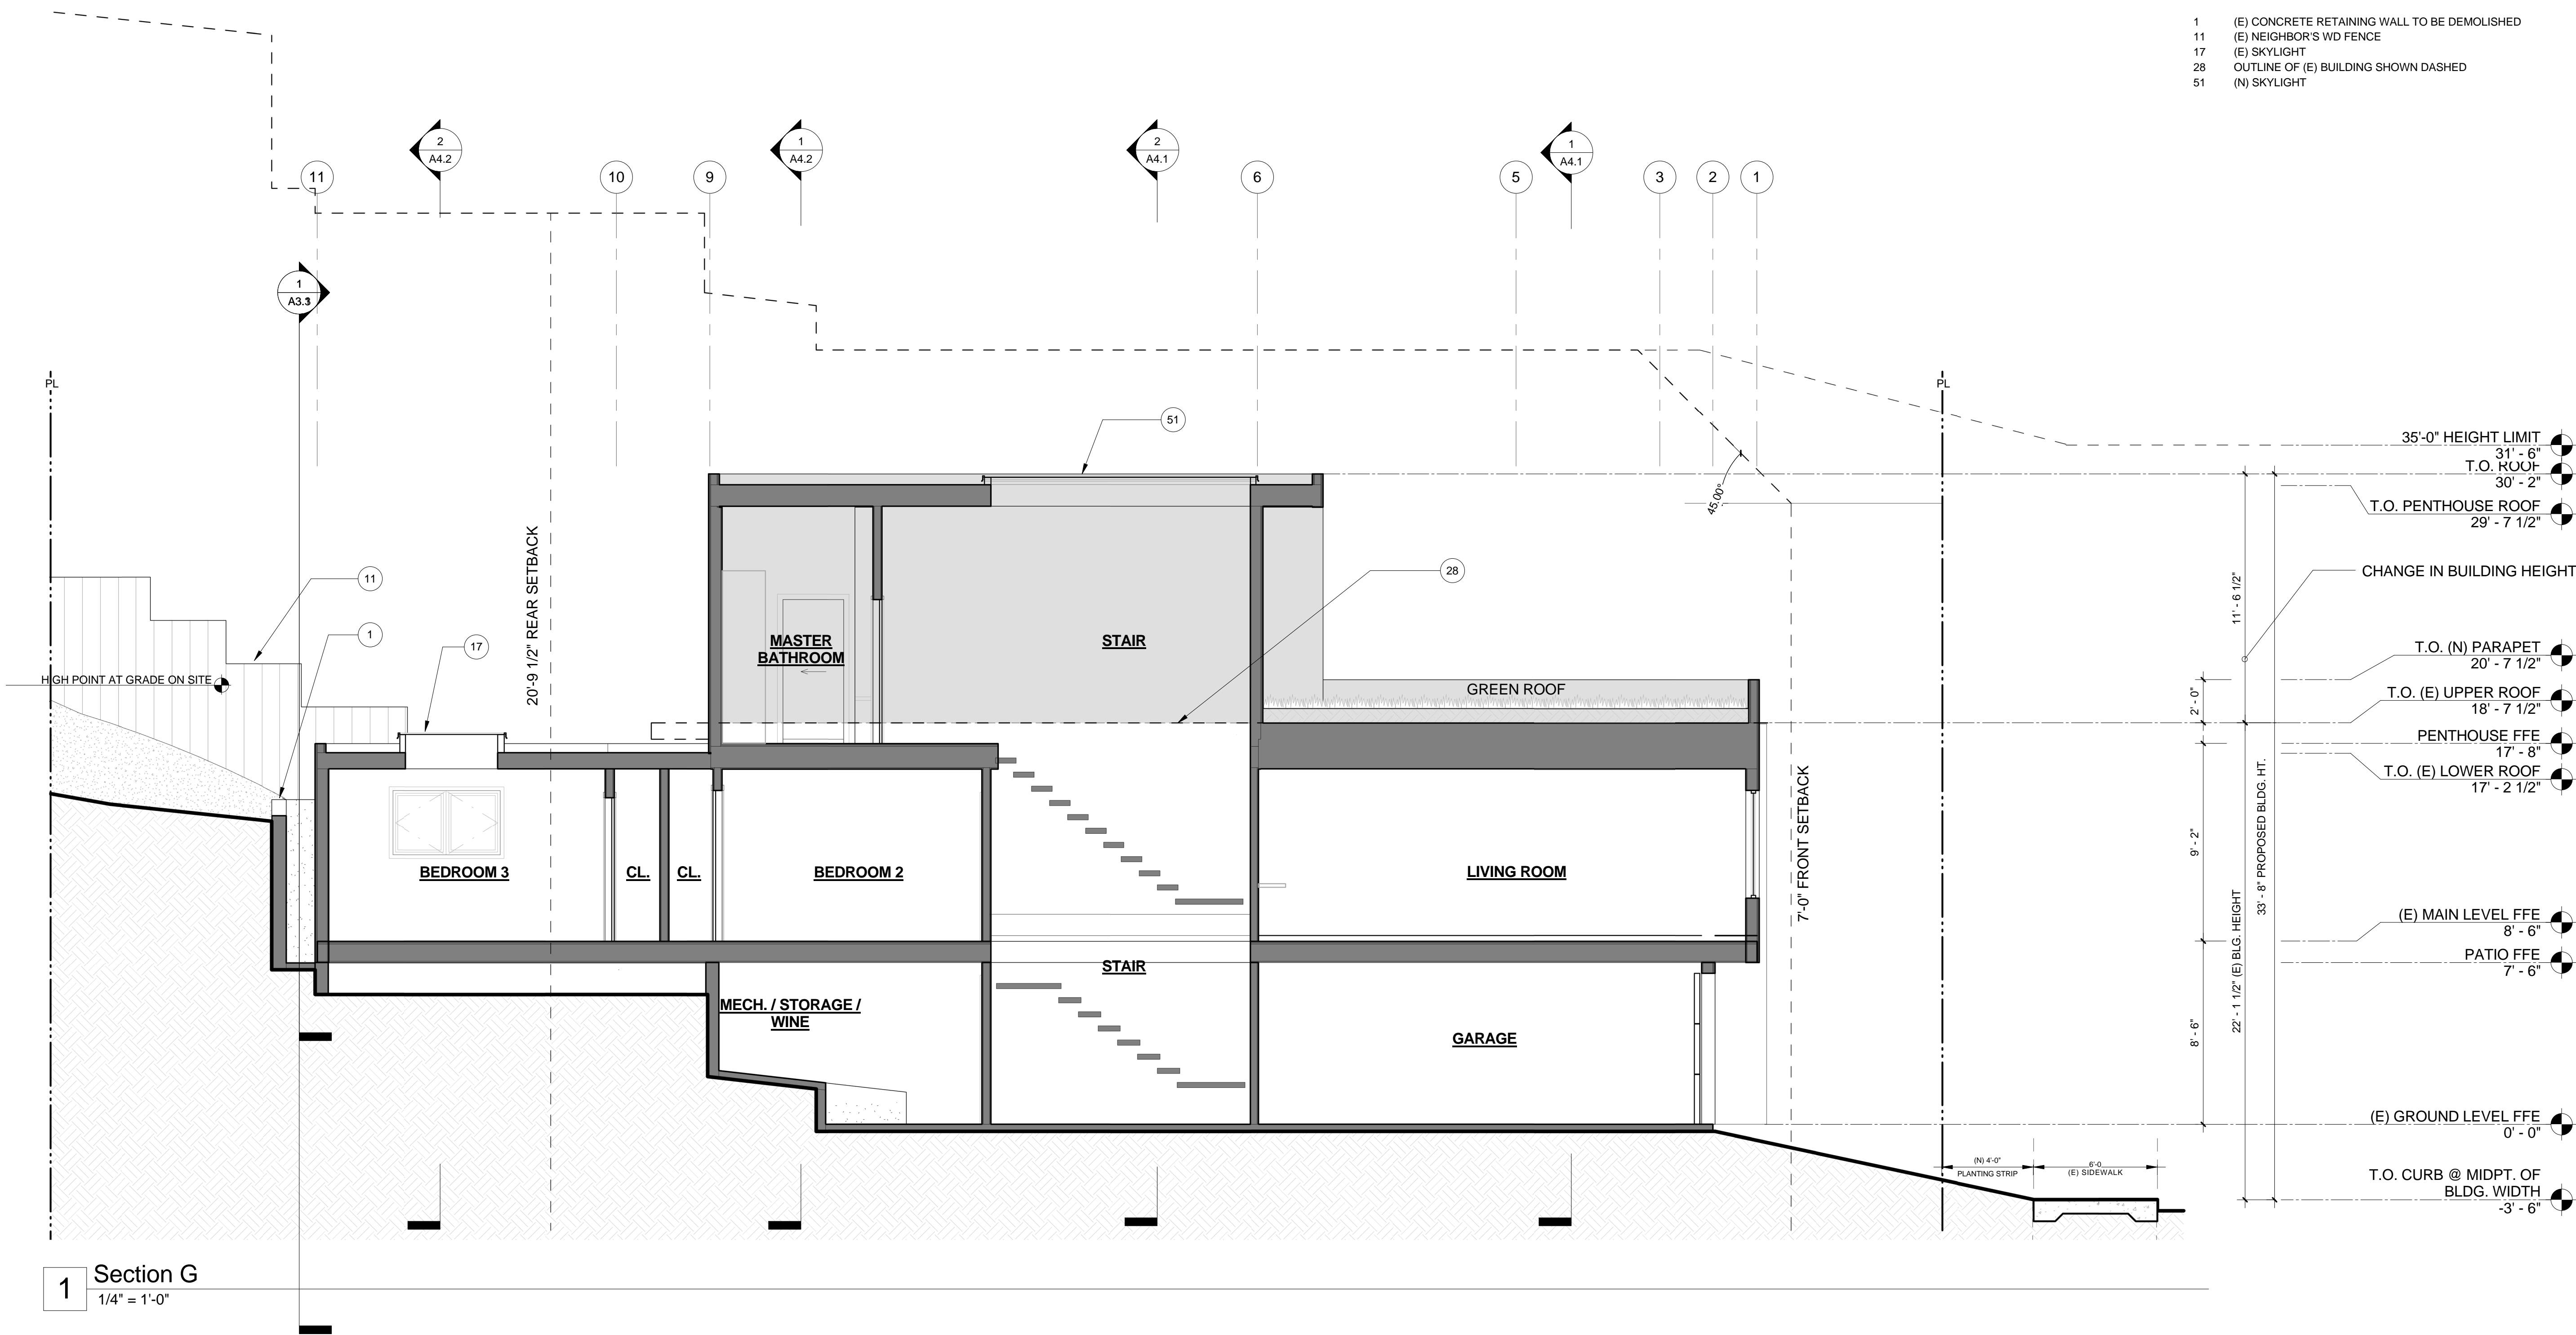 1 (E) CONCRETE RETAINING WALL TO BE DEMOLISHED
11 (E) NEIGHBOR'S WD FENCE
17 (E) SKYLIGHT
28 OUTLINE OF (E) BUILDING SHOWN DASHED
51 (N) SKYLIGHT
2
A4.2
1
A4.2
2
A4.1
1
A4.1
11
10
9
6
5
3
2
1
1
PL
PL
51
35'-0" HEIGHT LIMIT
31' - 6"
T.O. ROOF
30' - 2"
T.O. PENTHOUSE ROOF
29' - 7 1/2"
45.00°
CHANGE IN BUILDING HEIGHT
11' - 6 1/2"
20'-9 1/2" REAR SETBACK
11
28
1
17
MASTER
BATHROOM
STAIR
T.O. (N) PARAPET
20' - 7 1/2"
HIGH POINT AT GRADE ON SITE
GREEN ROOF
2' - 0"
T.O. (E) UPPER ROOF
18' - 7 1/2"
PENTHOUSE FFE
17' - 8"
T.O. (E) LOWER ROOF
17' - 2 1/2"
7'-0" FRONT SETBACK
9' - 2"
33' - 8" PROPOSED BLDG. HT.
22' - 1 1/2" (E) BLG. HEIGHT
BEDROOM 3
CL.
CL.
BEDROOM 2
LIVING ROOM
(E) MAIN LEVEL FFE
8' - 6"
PATIO FFE
7' - 6"
STAIR
MECH. / STORAGE /
WINE
GARAGE
8' - 6"
(E) GROUND LEVEL FFE
0' - 0"
(N) 4'-0"
PLANTING STRIP
6'-0
(E) SIDEWALK
T.O. CURB @ MIDPT. OF
BLDG. WIDTH
-3' - 6"
1
Section G
1/4" = 1'-0"